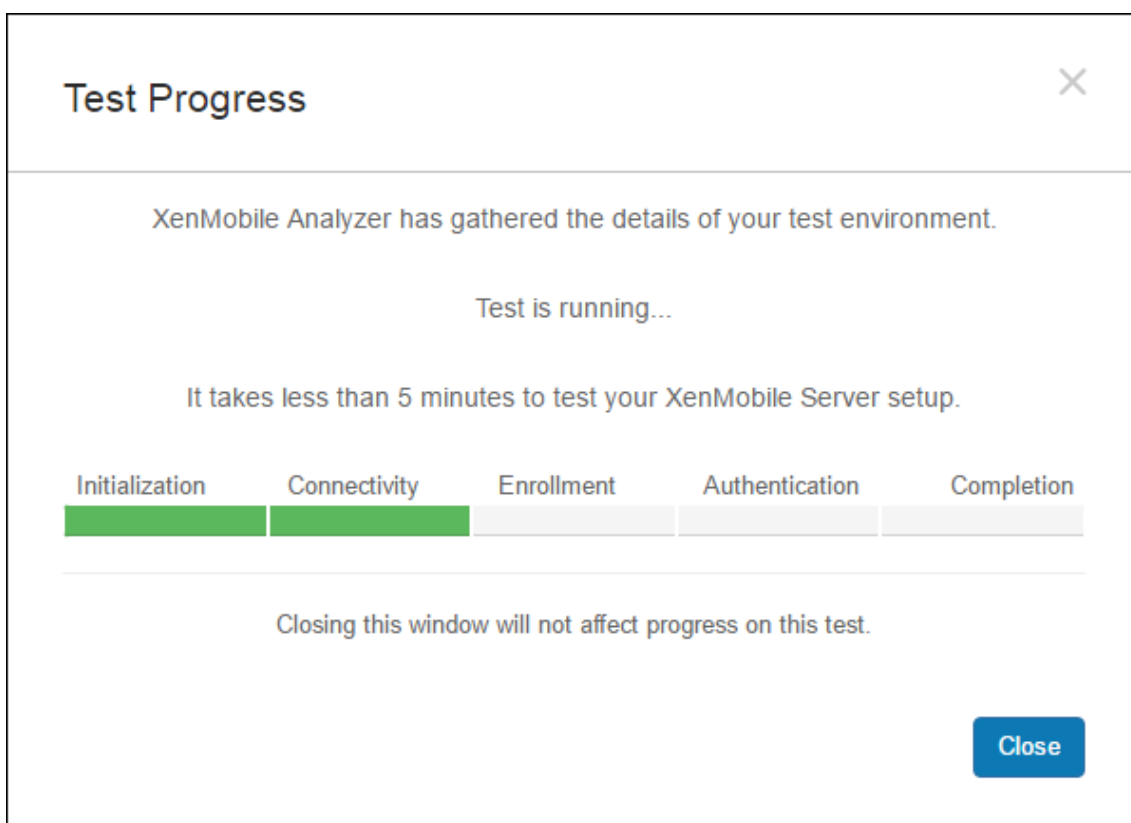 Test Progress
XenMobile Analyzer has gathered the details of your test environment.
Test is running...
It takes less than 5 minutes to test your XenMobile Server setup.
Initialization Connectivity Enrollment Authentication Completion
Closing this window will not affect progress on this test.
Close